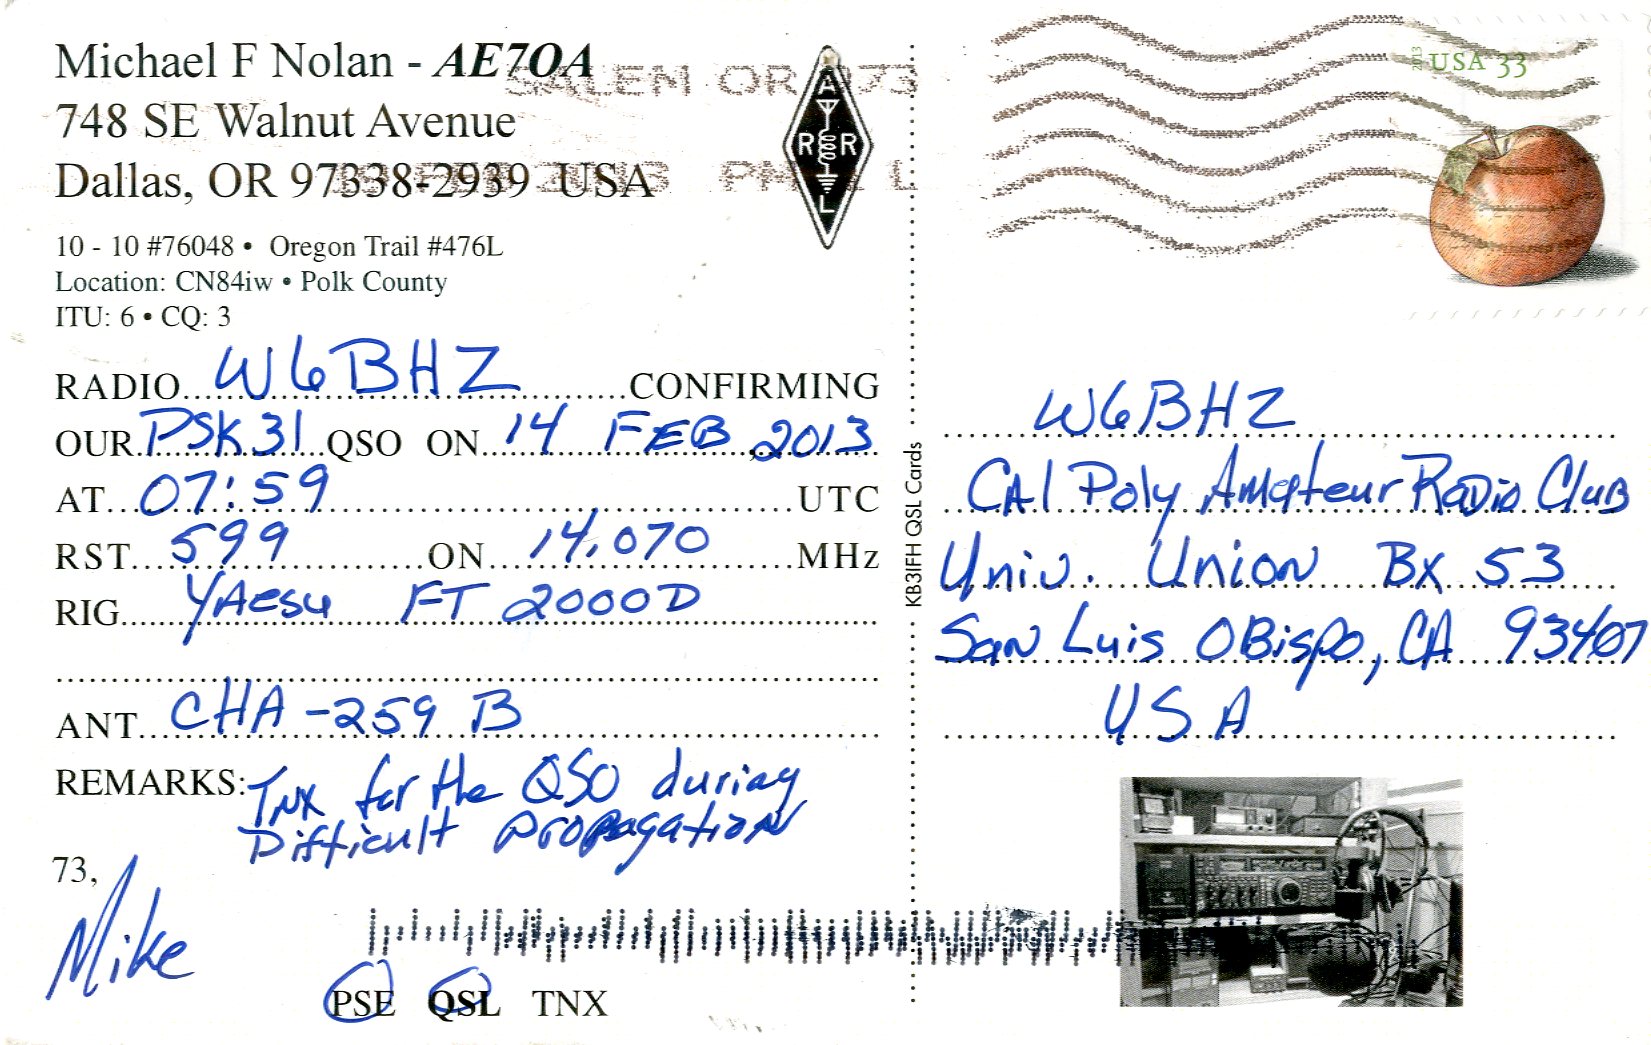 Michael F Nolan - AE7OA
748 SE Walnut Avenue
Dallas, OR 97338-2939 USA
SALEM OR 973
PM L
10 - 10 #76048 • Oregon Trail #476L
Location: CN84iw • Polk County
ITU: 6 • CQ: 3
A
R R
L
2013 USA 33
RADIO W6BHZ CONFIRMING
OUR PSK31 QSO ON 14 FEB, 2013
AT 07:59 UTC
RST 599 ON 14.070 MHz
RIG YAesu FT 2000D
ANT CHA-259 B
REMARKS: TNX for the QSO during
Difficult Propagation
73,
Mike
PSE QSL TNX
KB3IFH QSL Cards
W6BHZ
CAl Poly Amateur Radio Club
Univ. Union Bx 53
San Luis OBispo, CA 93407
USA